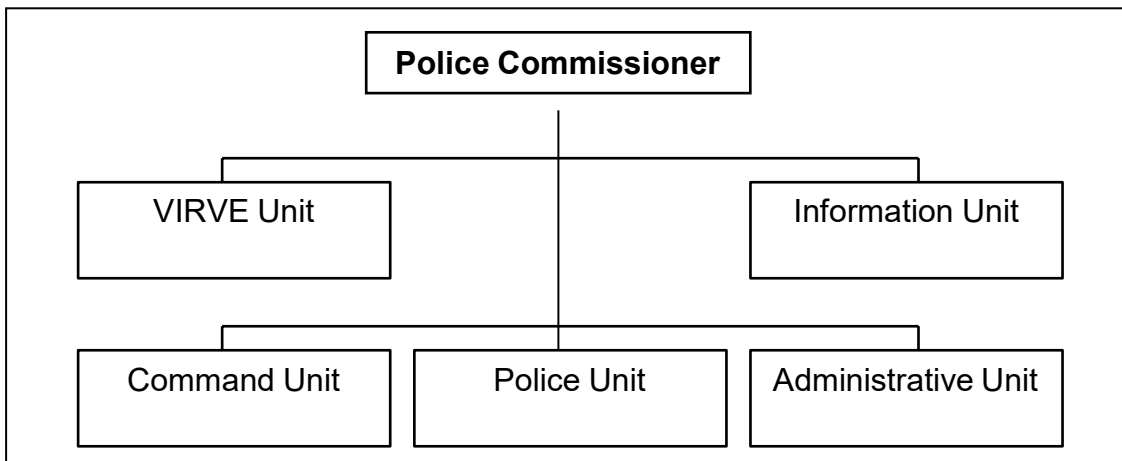 Police Commissioner
VIRVE Unit
Information Unit
Command Unit
Police Unit
Administrative Unit